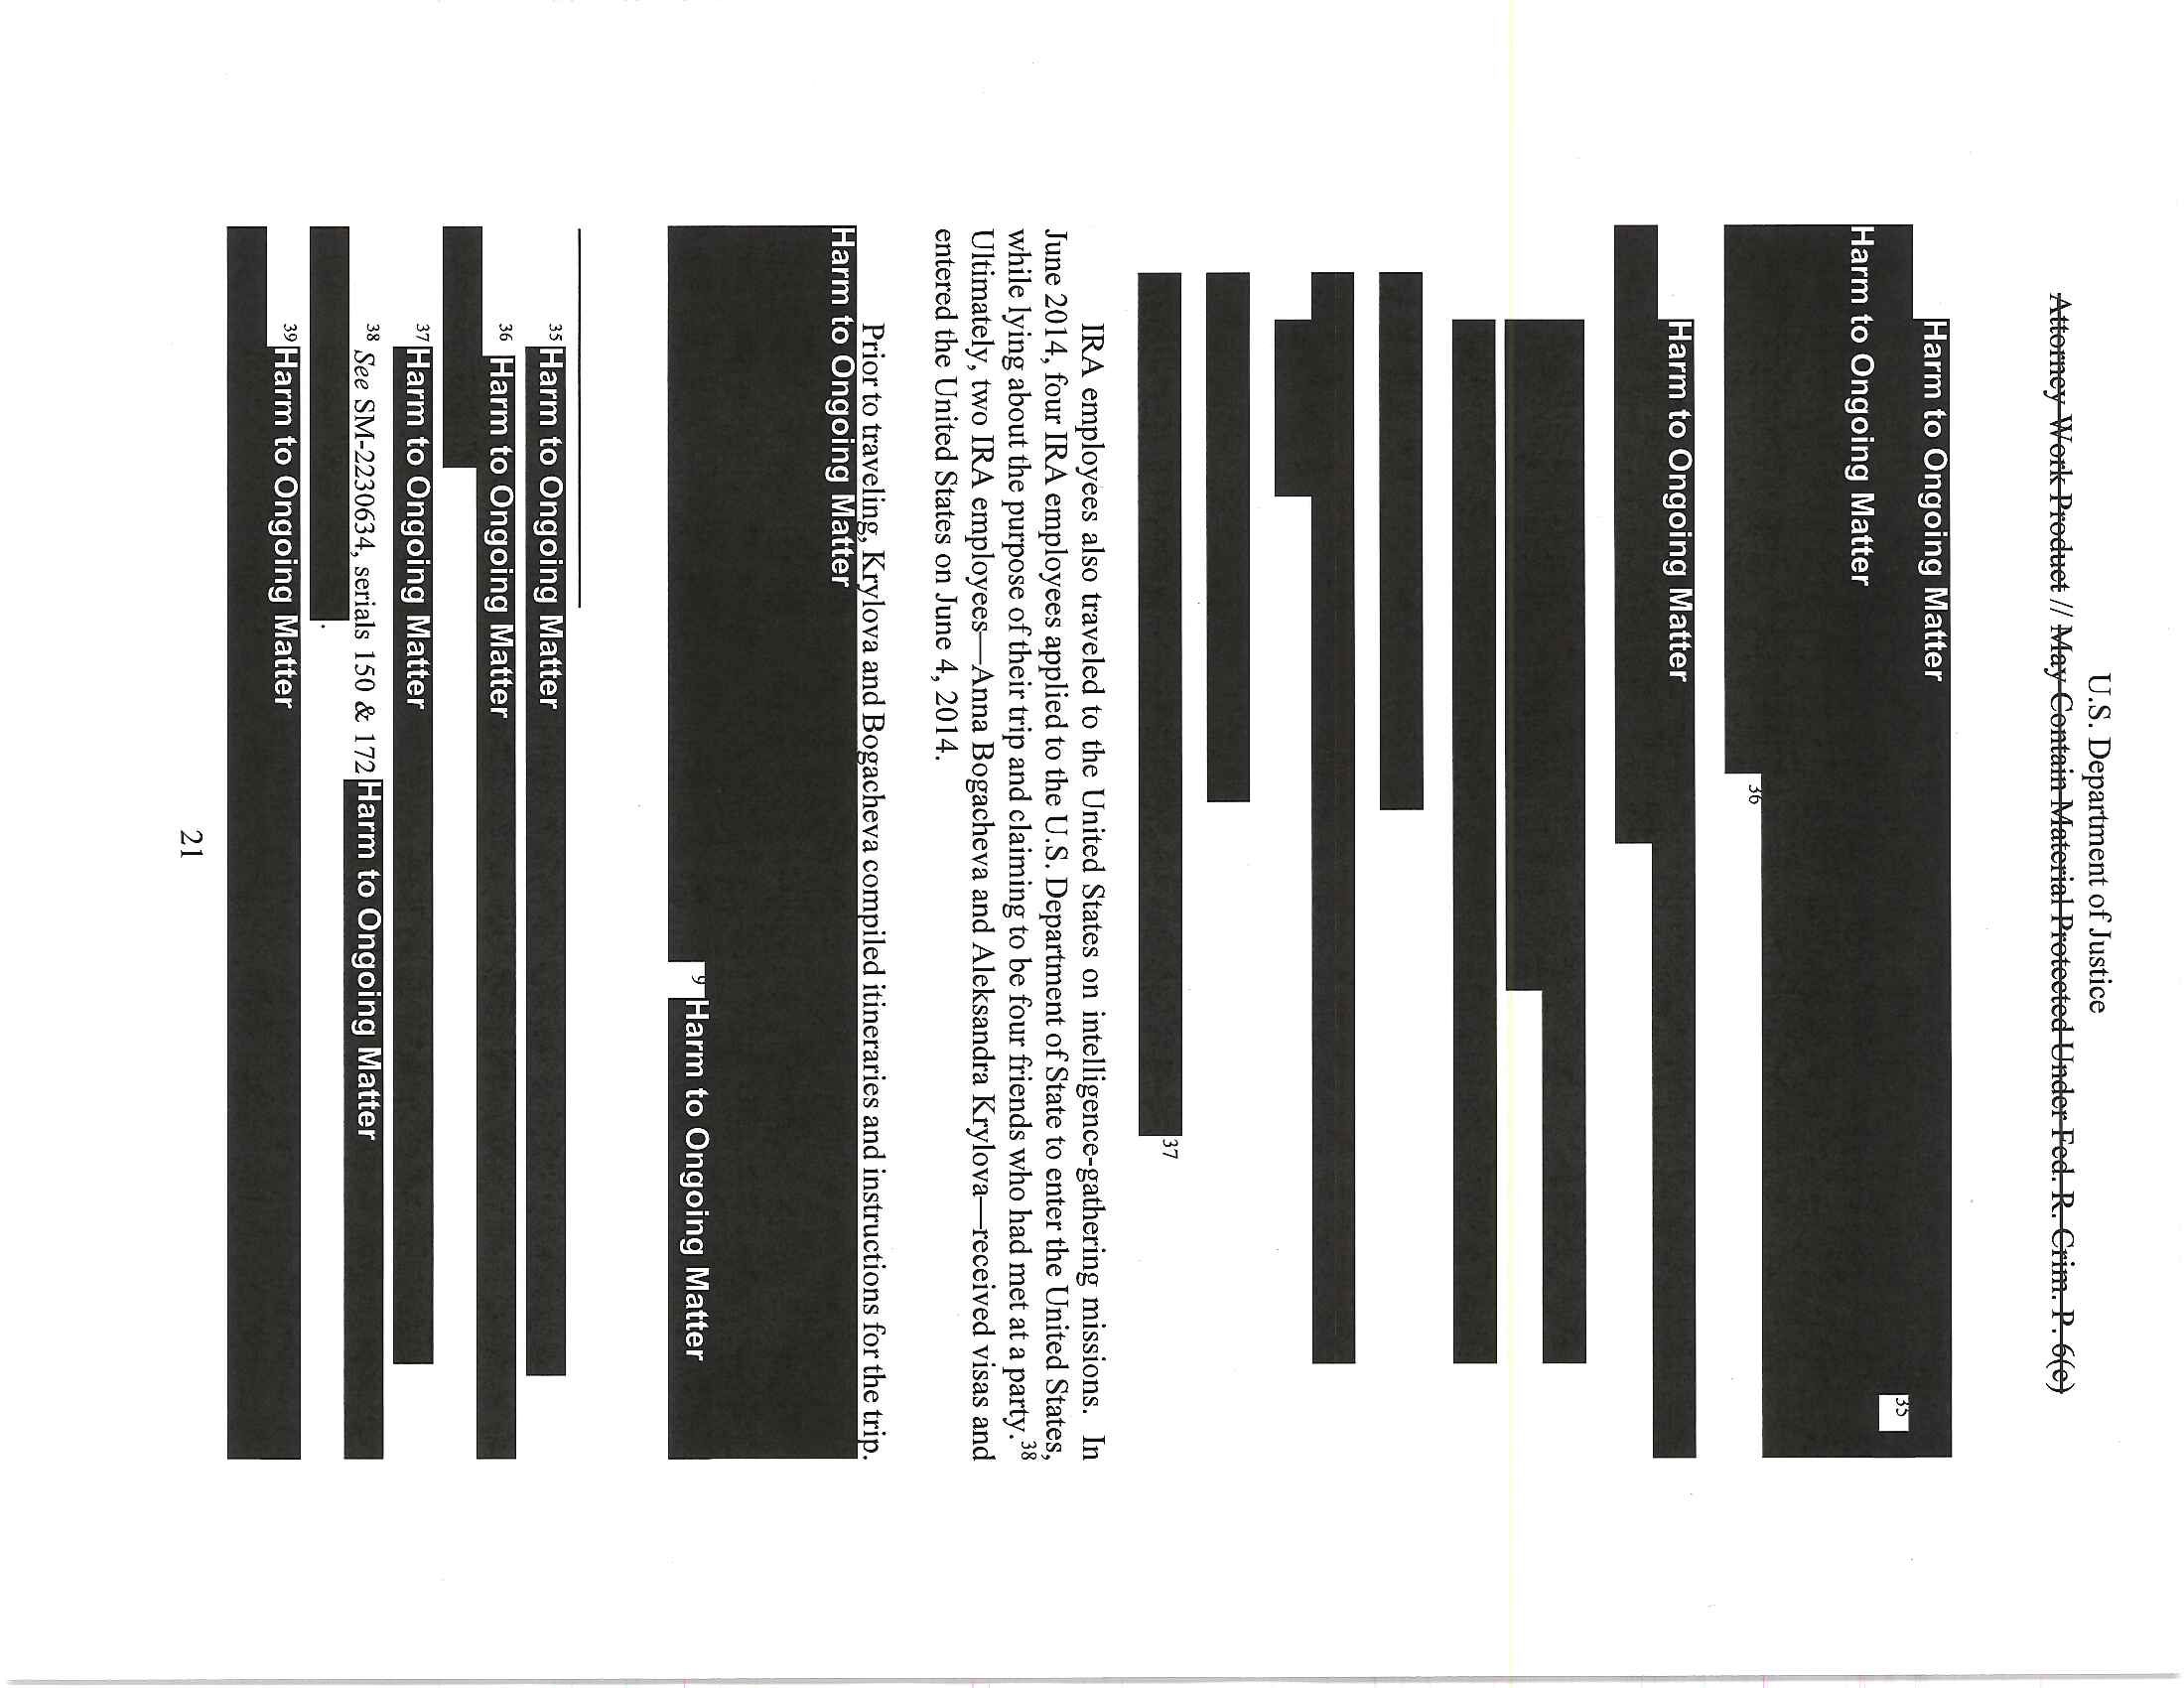 U.S. Department of Justice
Attorney Work Product // May Contain Material Protected Under Fed. R. Crim. P. 6(e)
Harm to Ongoing Matter
35
Harm to Ongoing Matter
36
Harm to Ongoing Matter
37
IRA employees also traveled to the United States on intelligence-gathering missions. In
June 2014, four IRA employees applied to the U.S. Department of State to enter the United States,
while lying about the purpose of their trip and claiming to be four friends who had met at a party.38
Ultimately, two IRA employees—Anna Bogacheva and Aleksandra Krylova—received visas and
entered the United States on June 4, 2014.
Prior to traveling, Krylova and Bogacheva compiled itineraries and instructions for the trip.
Harm to Ongoing Matter
9 Harm to Ongoing Matter
35 Harm to Ongoing Matter
36 Harm to Ongoing Matter
37 Harm to Ongoing Matter
38 See SM-2230634, serials 150 & 172 Harm to Ongoing Matter
.
39 Harm to Ongoing Matter
21